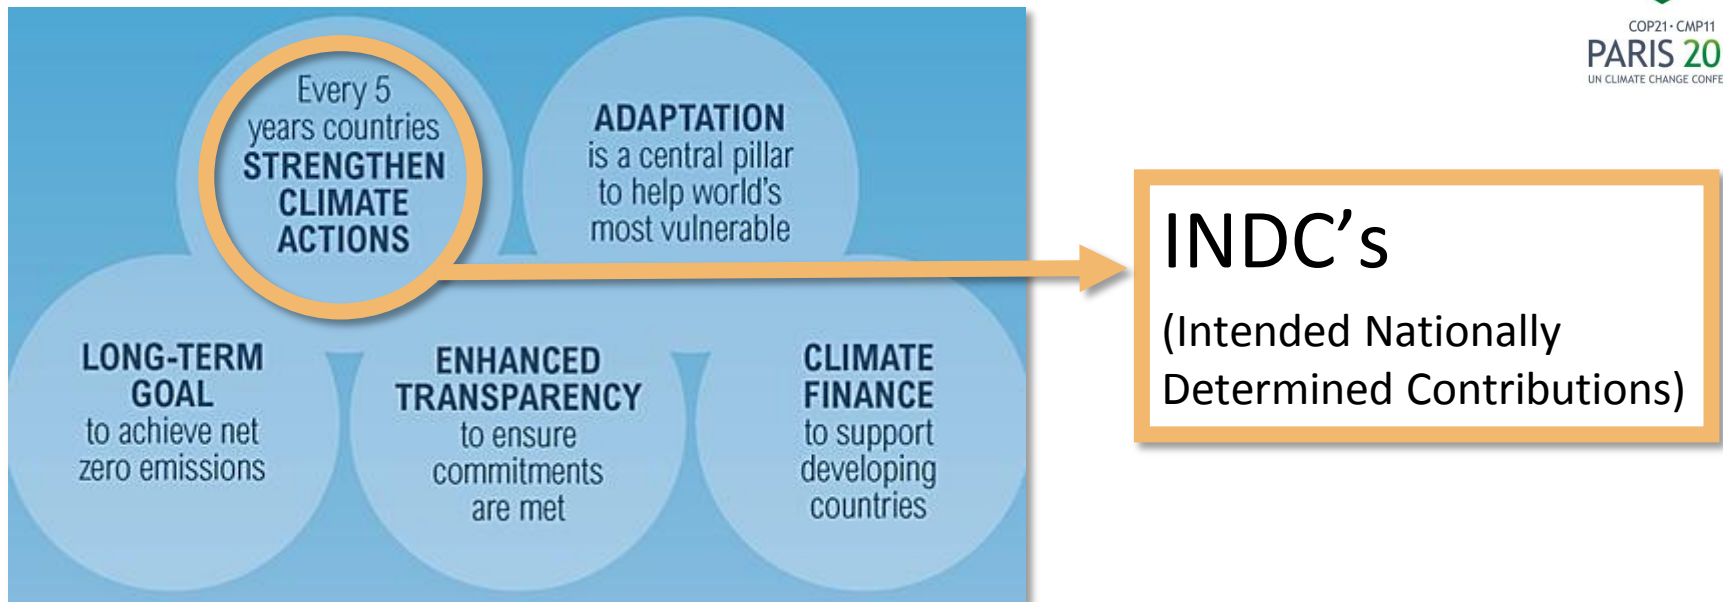 COP21 · CMP11
PARIS 20
UN CLIMATE CHANGE CONFE
Every 5
years countries
STRENGTHEN
CLIMATE
ACTIONS
ADAPTATION
is a central pillar
to help world's
most vulnerable
INDC’s
(Intended Nationally
Determined Contributions)
LONG-TERM
GOAL
to achieve net
zero emissions
ENHANCED
TRANSPARENCY
to ensure
commitments
are met
CLIMATE
FINANCE
to support
developing
countries